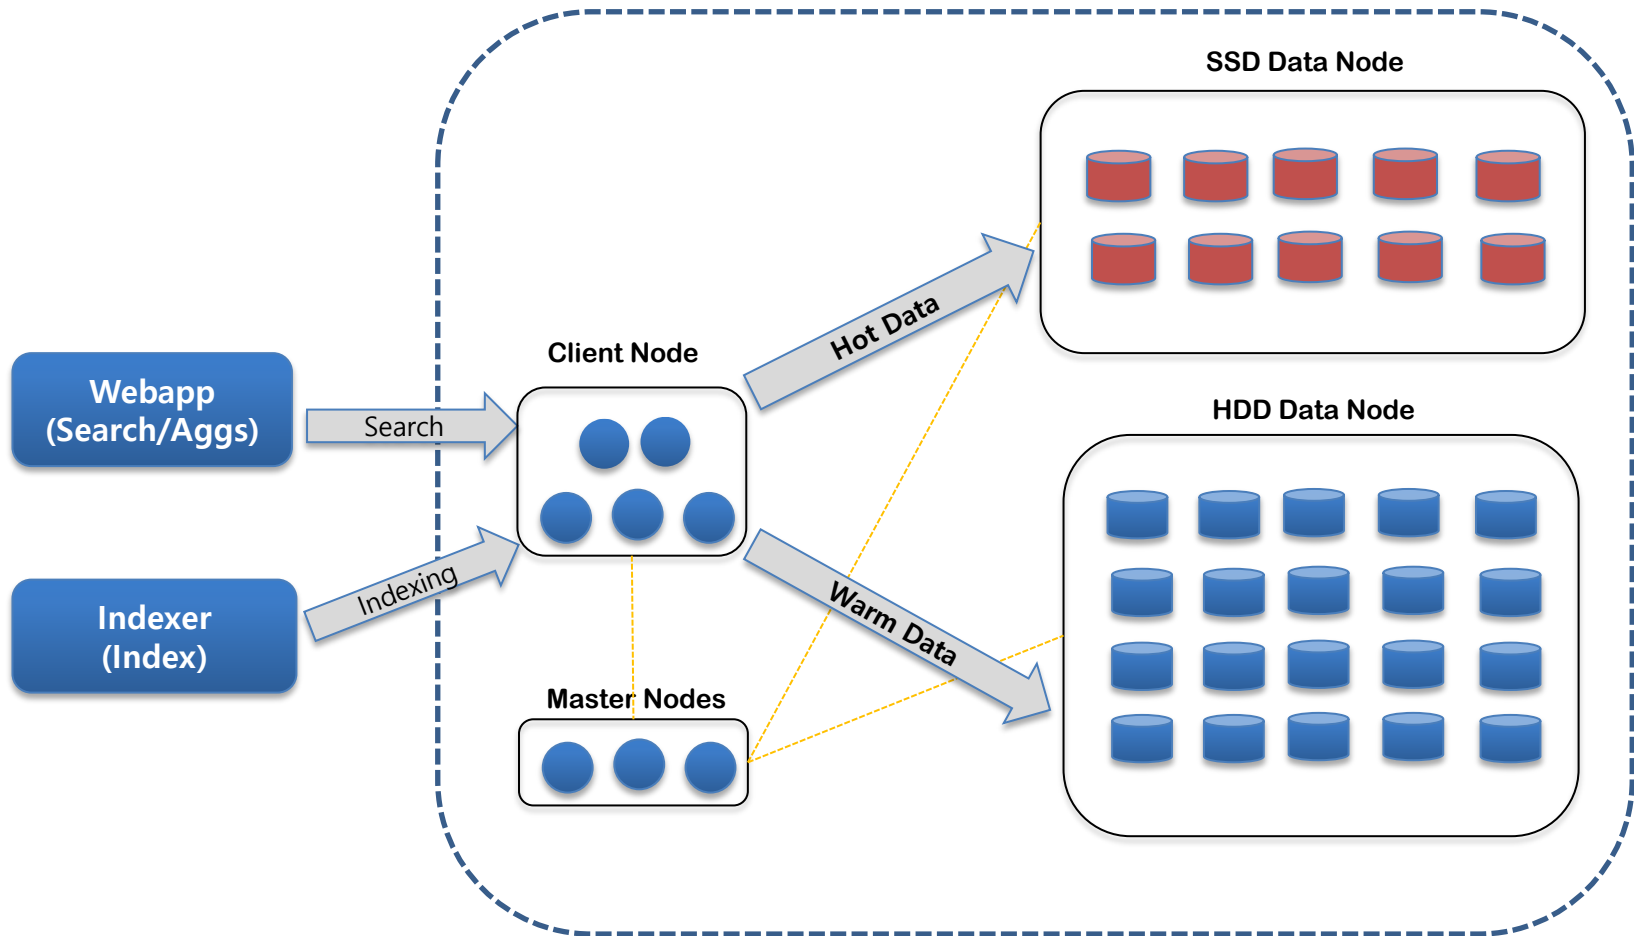 SSD Data Node
Hot Data
Client Node
Webapp
(Search/Aggs)
Search
HDD Data Node
Indexing
Indexer
(Index)
Warm Data
Master Nodes